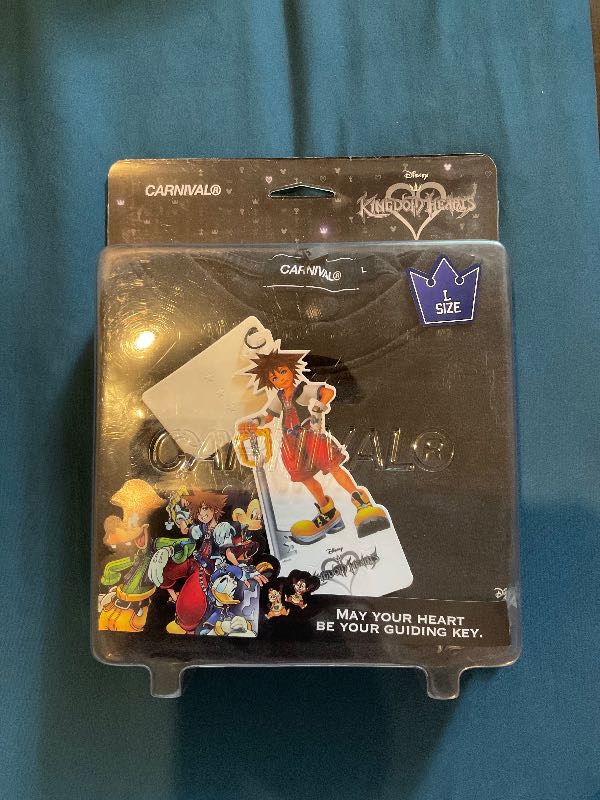 CARNIVAL®
Disney
KINGDOM HEARTS
CARNIVAL® L
L
SIZE
CARNIVAL®
Disney
KINGDOM HEARTS
MAY YOUR HEART
BE YOUR GUIDING KEY.